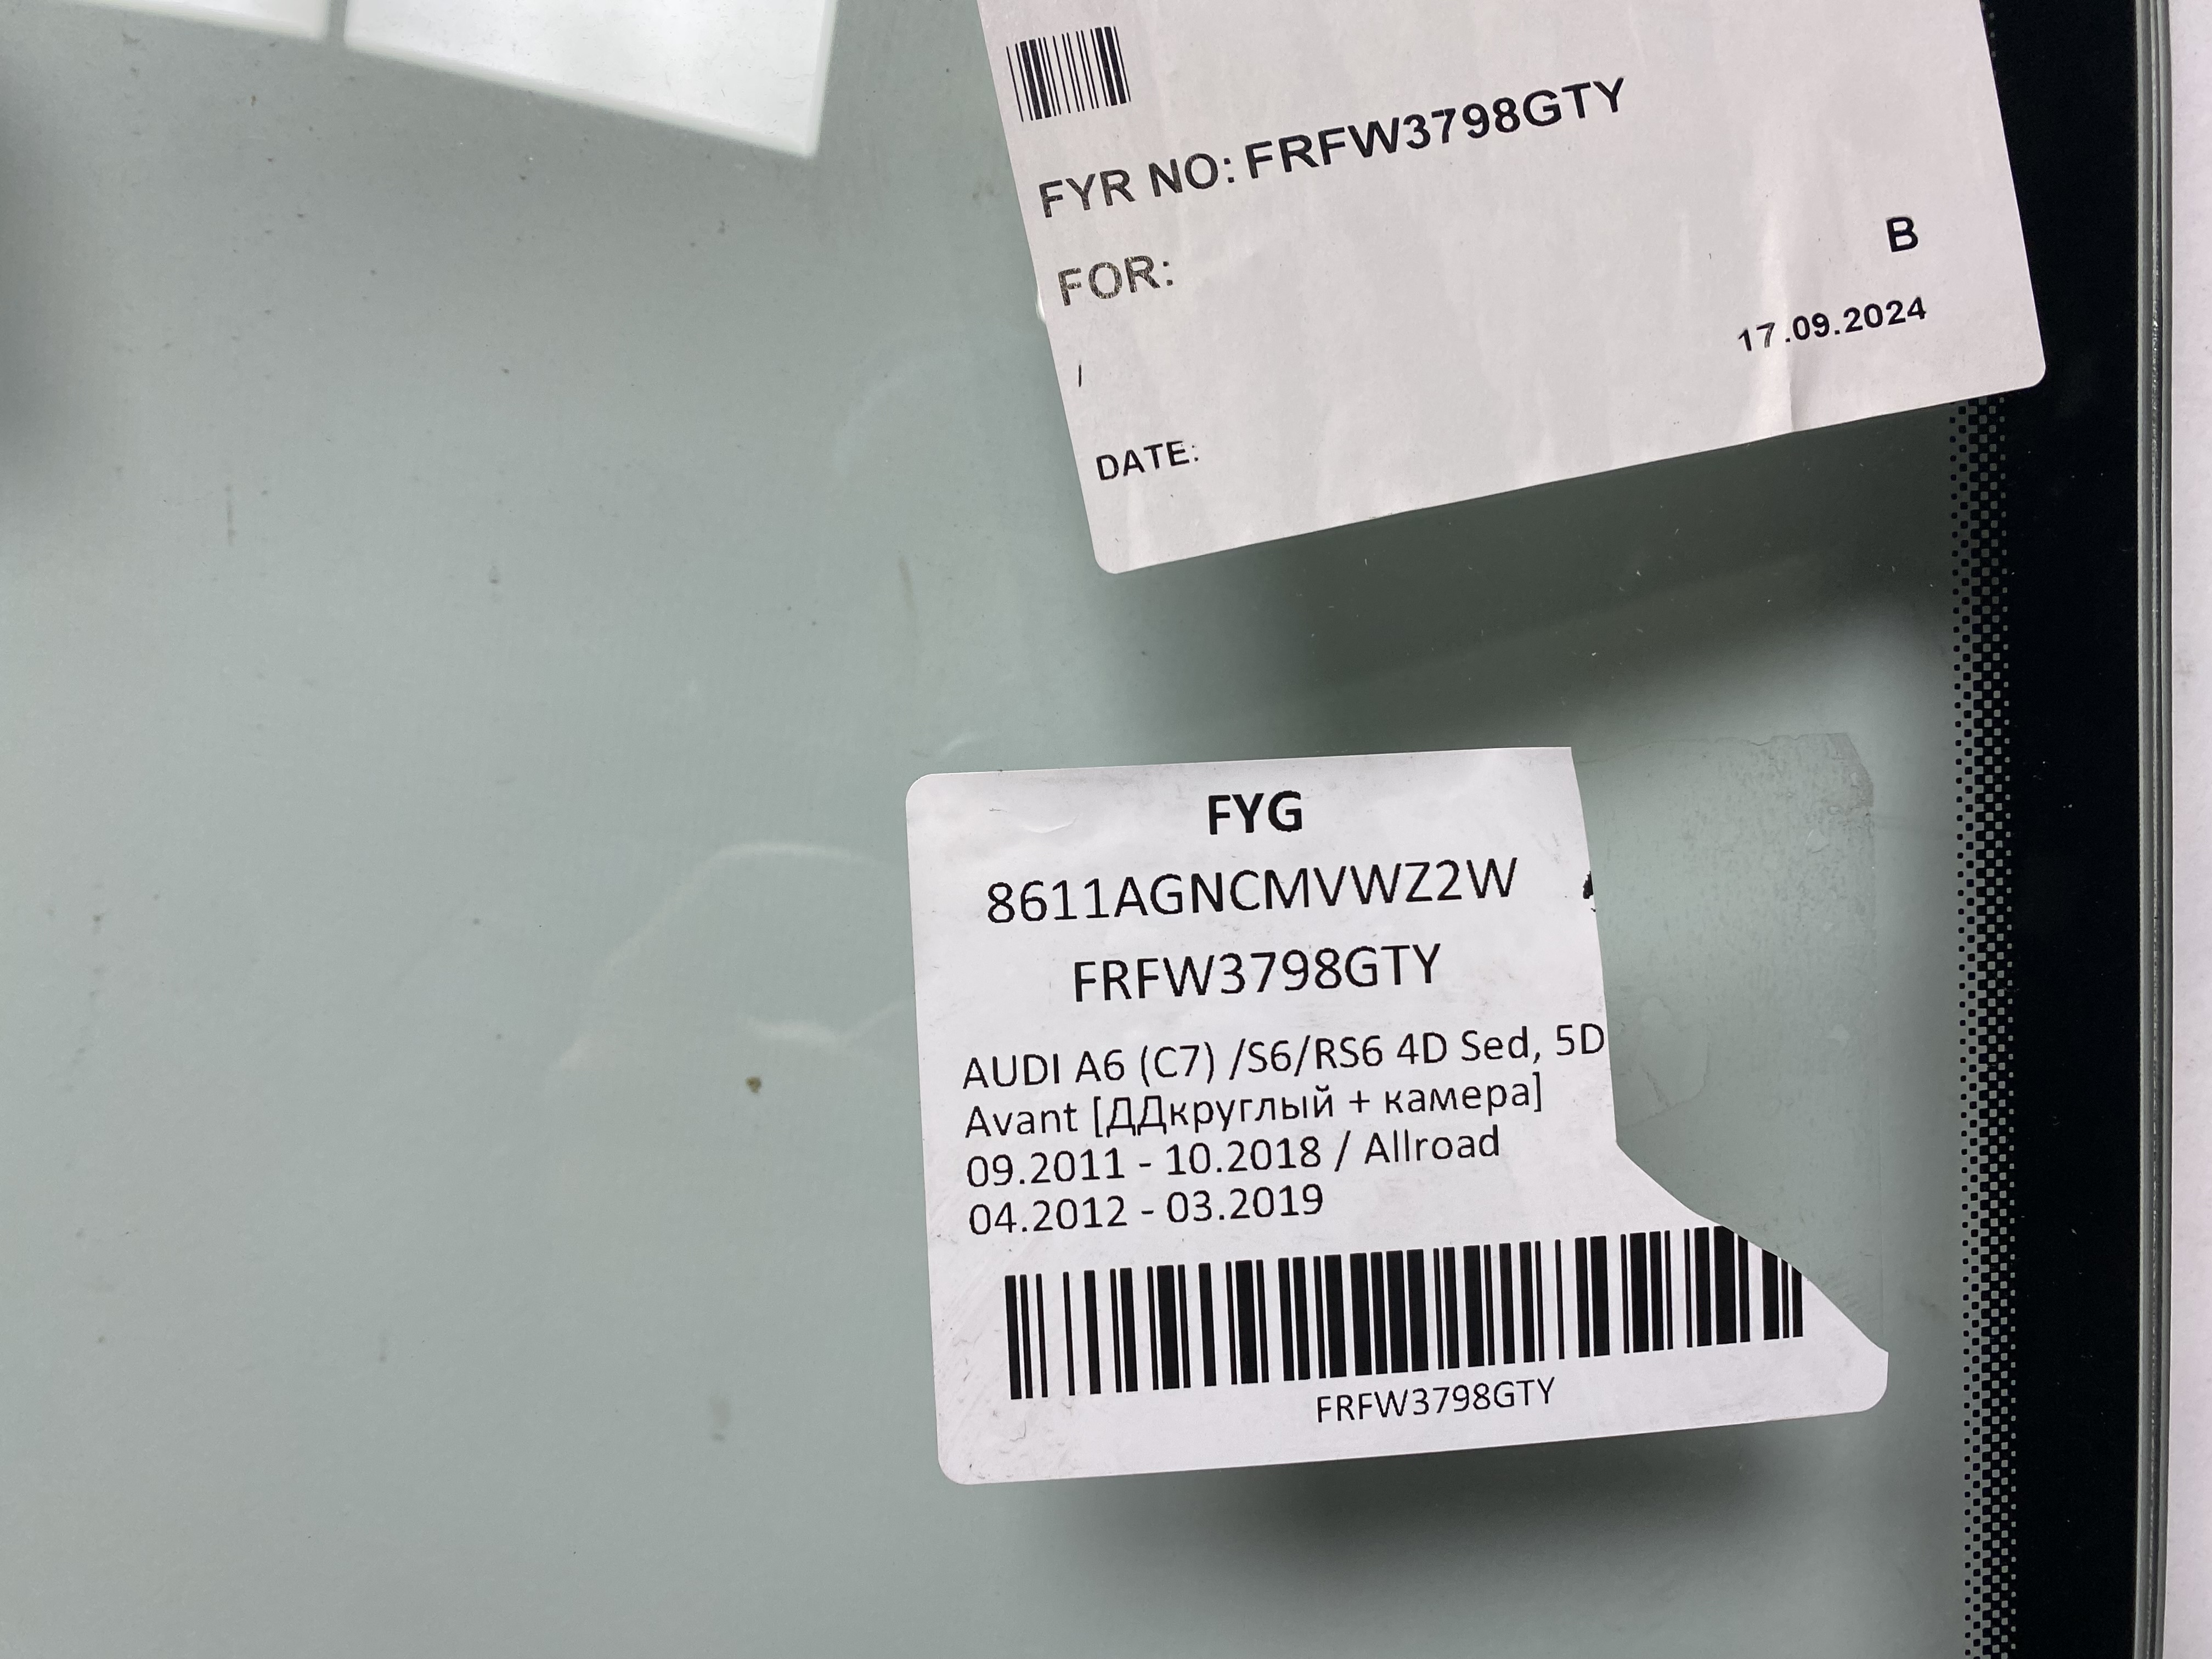 FYR NO: FRFW3798GTY
FOR:
B
17.09.2024
/
DATE:
FYG
8611AGNCMVWZ2W
FRFW3798GTY
AUDI A6 (C7) /S6/RS6 4D Sed, 5D
Avant [ДДкруглый + камера]
09.2011 - 10.2018 / Allroad
04.2012 - 03.2019
FRFW3798GTY